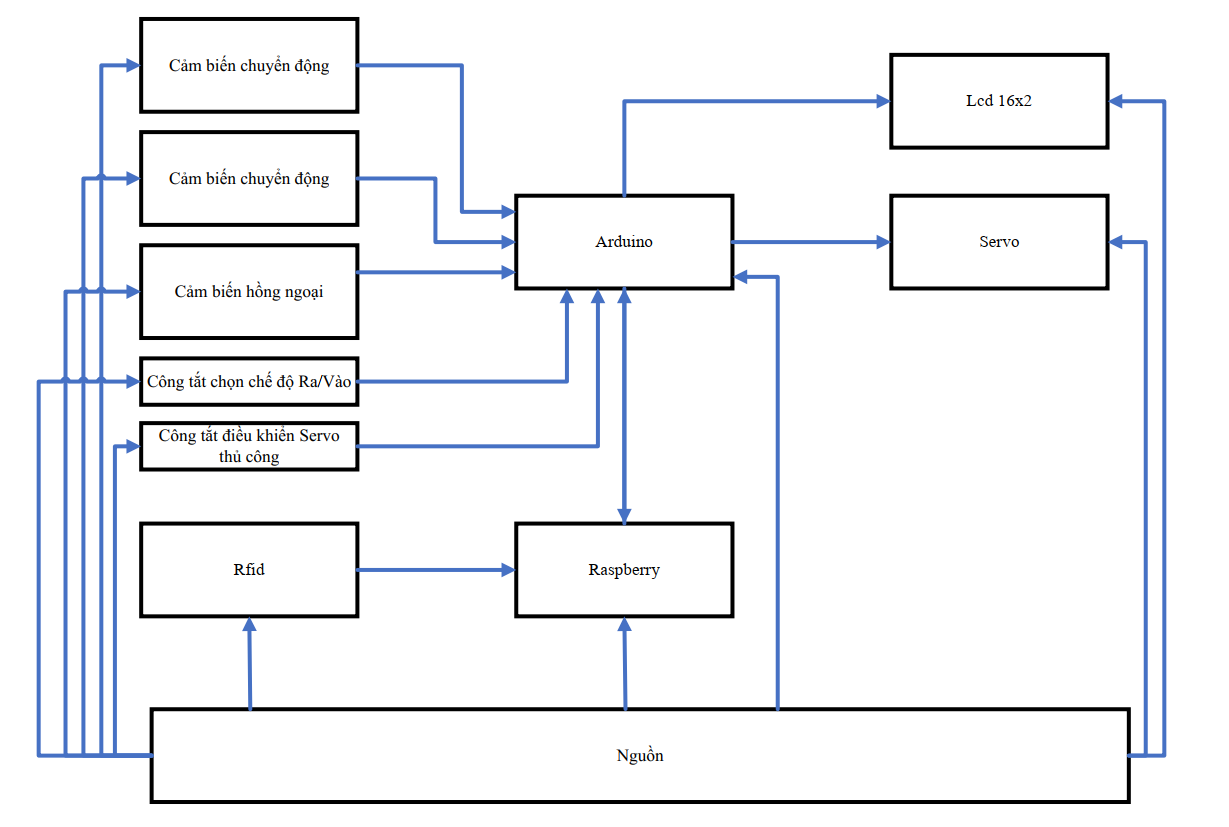 Cảm biến chuyển động
Lcd 16x2
Cảm biến chuyển động
Arduino
Servo
Cảm biến hồng ngoại
Công tắt chọn chế độ Ra/Vào
Công tắt điều khiển Servo
thủ công
Rfid
Raspberry
Nguồn